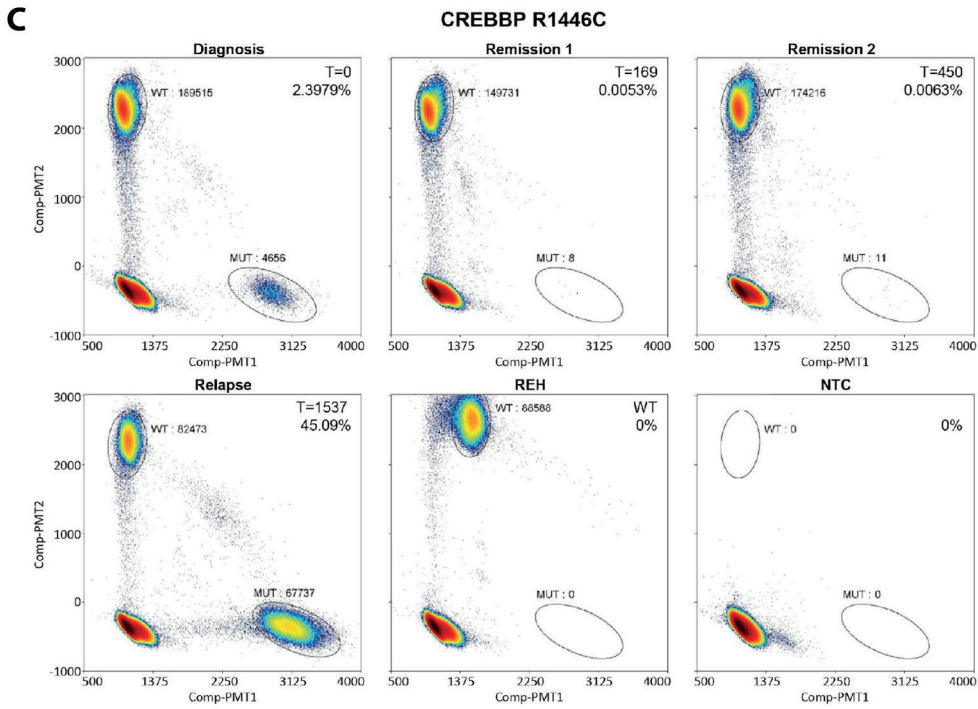 C
CREBBP R1446C
Diagnosis
T=0
2.3979%
WT : 189515
MUT : 4656
3000
2000
1000
0
-1000
Comp-PMT2
500 1375 2250 3125 4000
Comp-PMT1
Remission 1
T=169
0.0053%
WT : 149731
MUT : 8
500 1375 2250 3125 4000
Comp-PMT1
Remission 2
T=450
0.0063%
WT : 174216
MUT : 11
500 1375 2250 3125 4000
Comp-PMT1
Relapse
T=1537
45.09%
WT : 82473
MUT : 67737
3000
2000
1000
0
-1000
Comp-PMT2
500 1375 2250 3125 4000
Comp-PMT1
REH
WT
0%
WT : 88588
MUT : 0
500 1375 2250 3125 4000
Comp-PMT1
NTC
0%
WT : 0
MUT : 0
500 1375 2250 3125 4000
Comp-PMT1